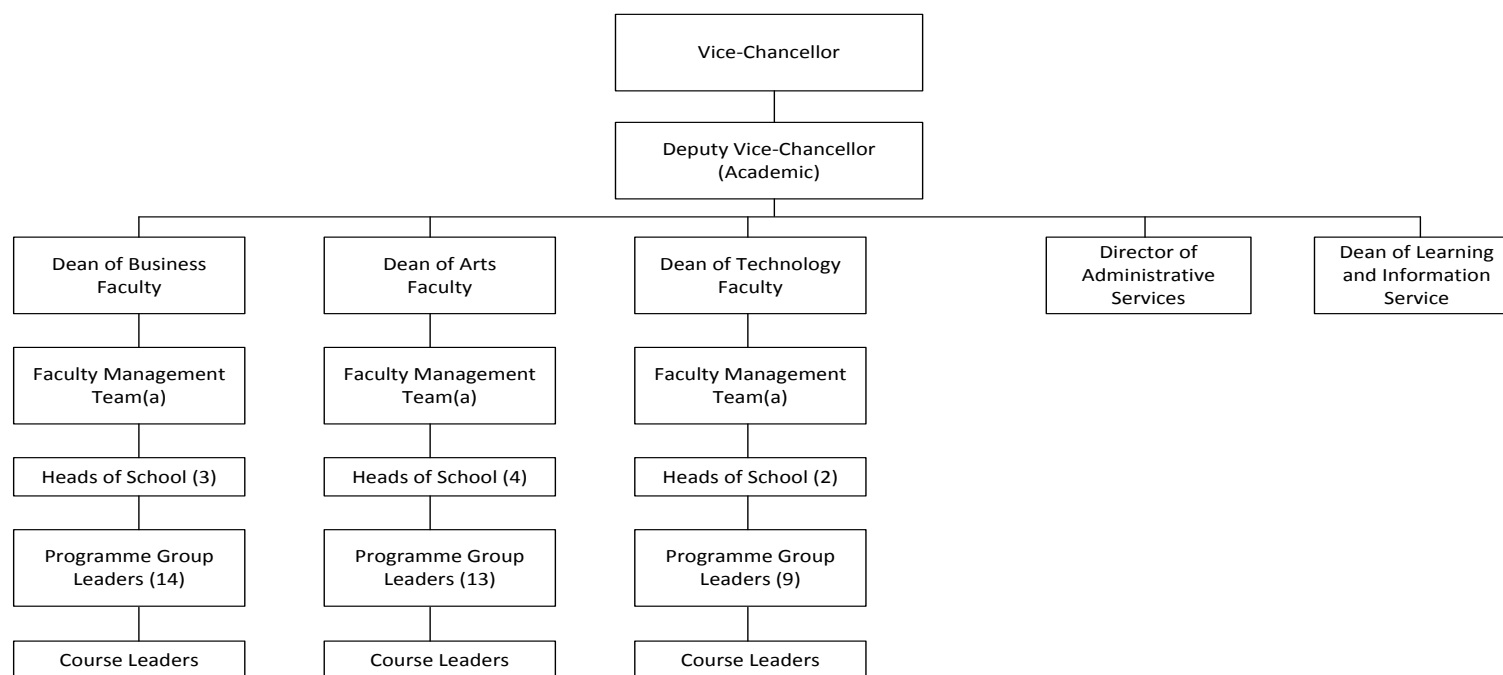 Vice-Chancellor
Deputy Vice-Chancellor
(Academic)
Dean of Business
Faculty
Dean of Arts
Faculty
Dean of Technology
Faculty
Director of
Administrative
Services
Dean of Learning
and Information
Service
Faculty Management
Team(a)
Faculty Management
Team(a)
Faculty Management
Team(a)
Heads of School (3)
Heads of School (4)
Heads of School (2)
Programme Group
Leaders (14)
Programme Group
Leaders (13)
Programme Group
Leaders (9)
Course Leaders
Course Leaders
Course Leaders